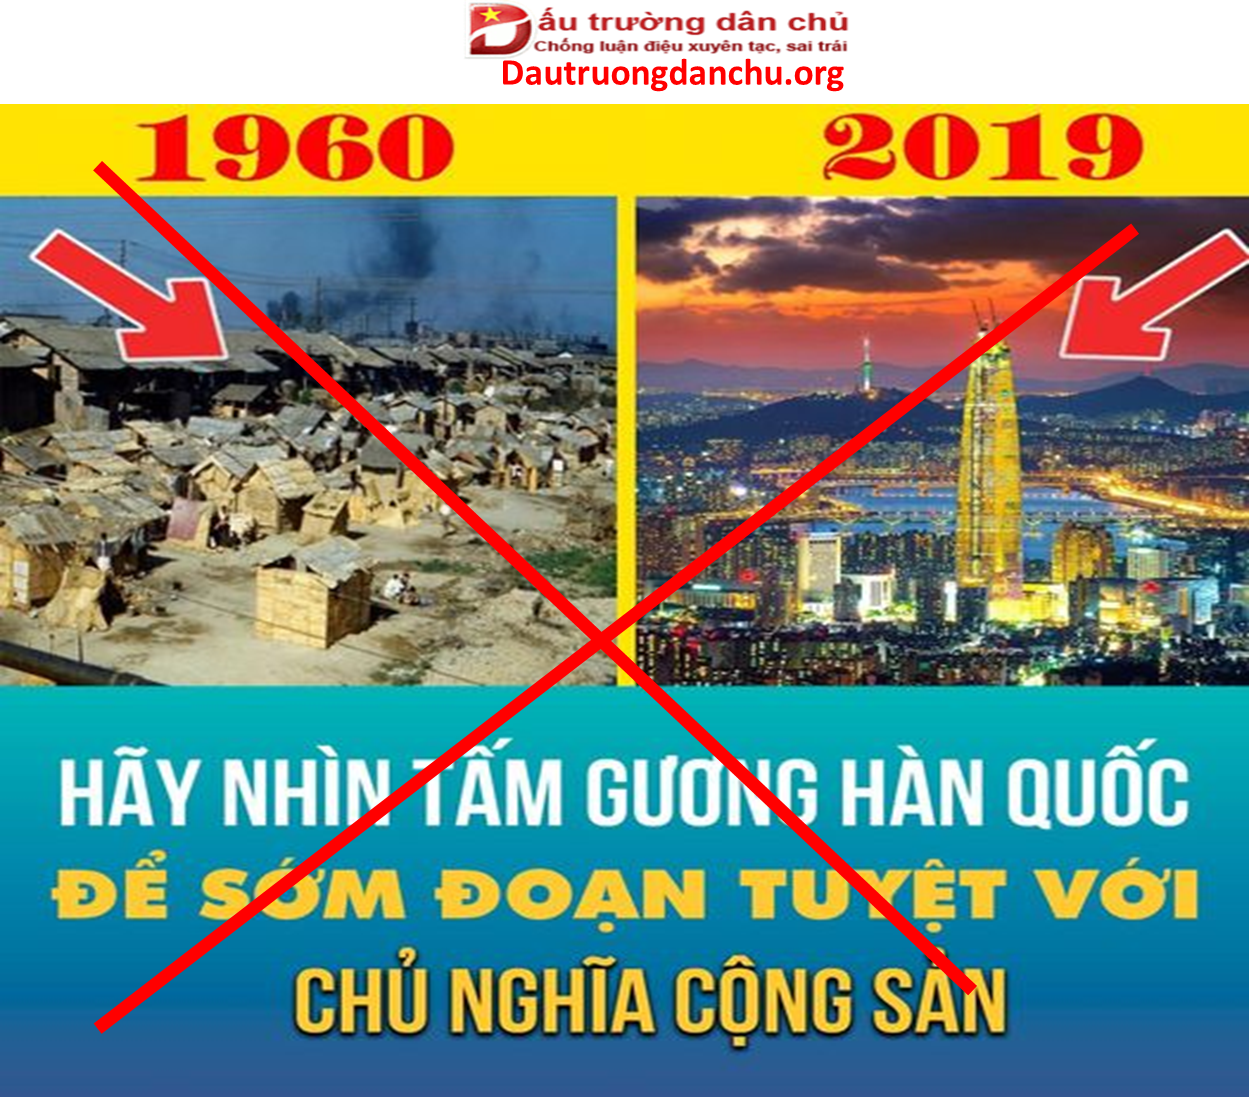 Dấu trường dân chủ
Chống luận điệu xuyên tạc, sai trái
Dautruongdanchu.org
1960
2019
HÃY NHÌN TẤM GƯƠNG HÀN QUỐC
ĐỂ SỚM ĐOẠN TUYỆT VỚI
CHỦ NGHĨA CỘNG SẢN